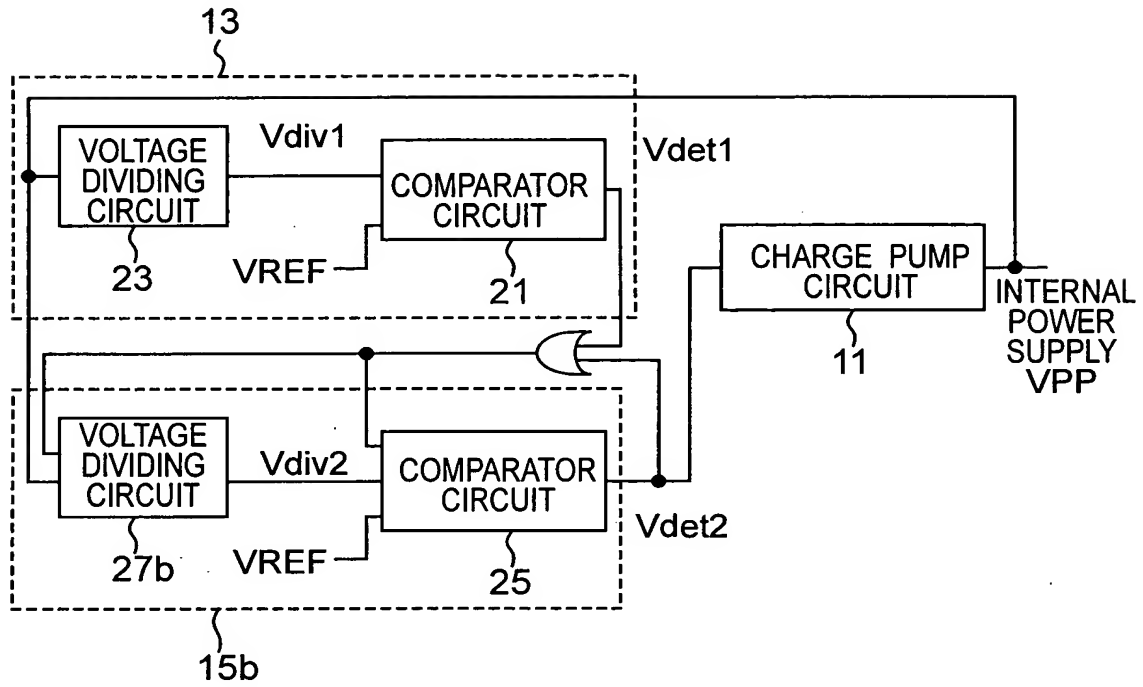 13
VOLTAGE
DIVIDING
CIRCUIT
23
Vdiv1
VREF
COMPARATOR
CIRCUIT
21
Vdet1
CHARGE PUMP
CIRCUIT
11
INTERNAL
POWER
SUPPLY
VPP
VOLTAGE
DIVIDING
CIRCUIT
27b
Vdiv2
VREF
COMPARATOR
CIRCUIT
25
Vdet2
15b